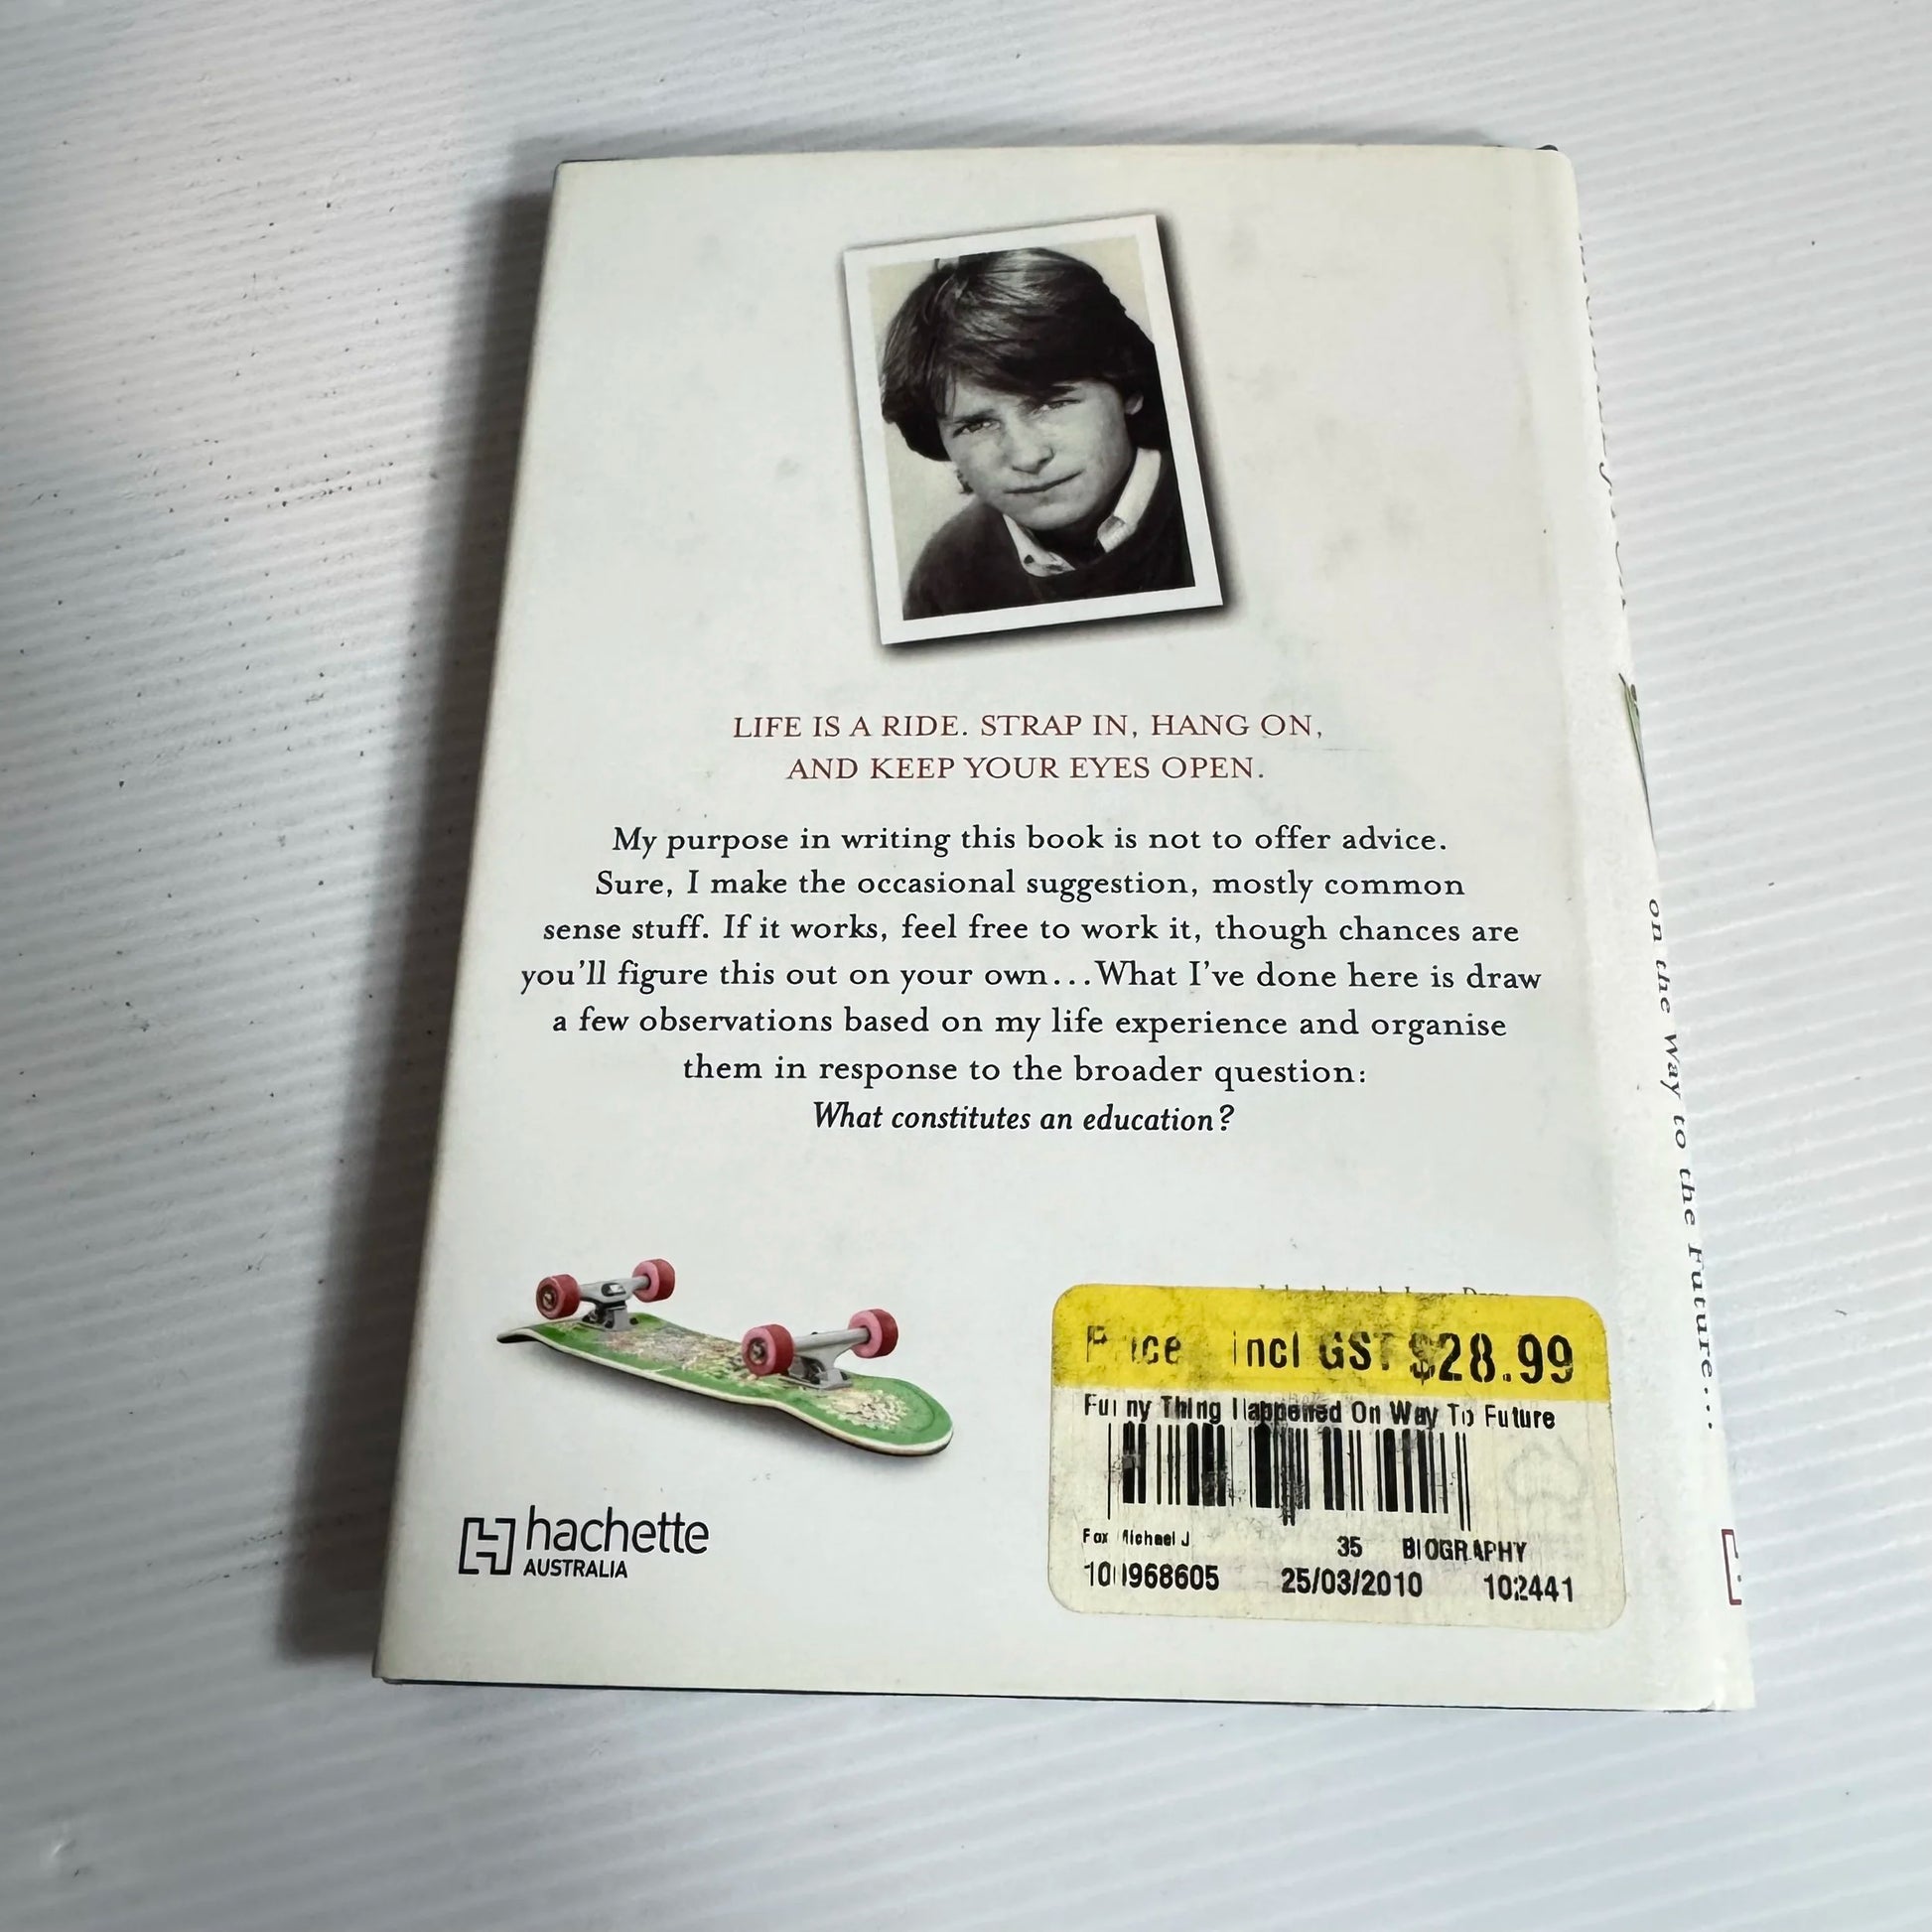 LIFE IS A RIDE. STRAP IN, HANG ON,
AND KEEP YOUR EYES OPEN.
My purpose in writing this book is not to offer advice.
Sure, I make the occasional suggestion, mostly common
sense stuff. If it works, feel free to work it, though chances are
you'll figure this out on your own...What I've done here is draw
a few observations based on my life experience and organise
them in response to the broader question:
What constitutes an education?
hachette
AUSTRALIA
Price incl GST $28.99
Funny Thing Happened On Way To Future
Fox Michael J
35 BIOGRAPHY
25/03/2010 102441
on the Way to the Future...